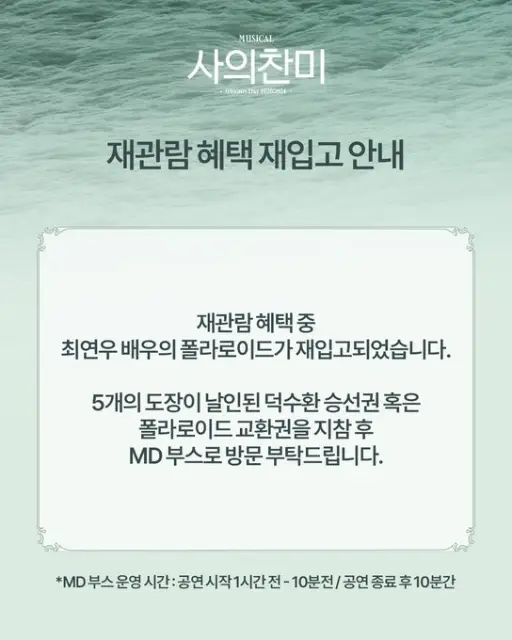 MUSICAL
사의찬미
재관람 혜택 재입고 안내
재관람 혜택 중
최연우 배우의 폴라로이드가 재입고되었습니다.
5개의 도장이 날인된 덕수환 승선권 혹은
폴라로이드 교환권을 지참 후
MD 부스로 방문 부탁드립니다.
*MD 부스 운영 시간 : 공연 시작 1시간 전 - 10분전 / 공연 종료 후 10분간